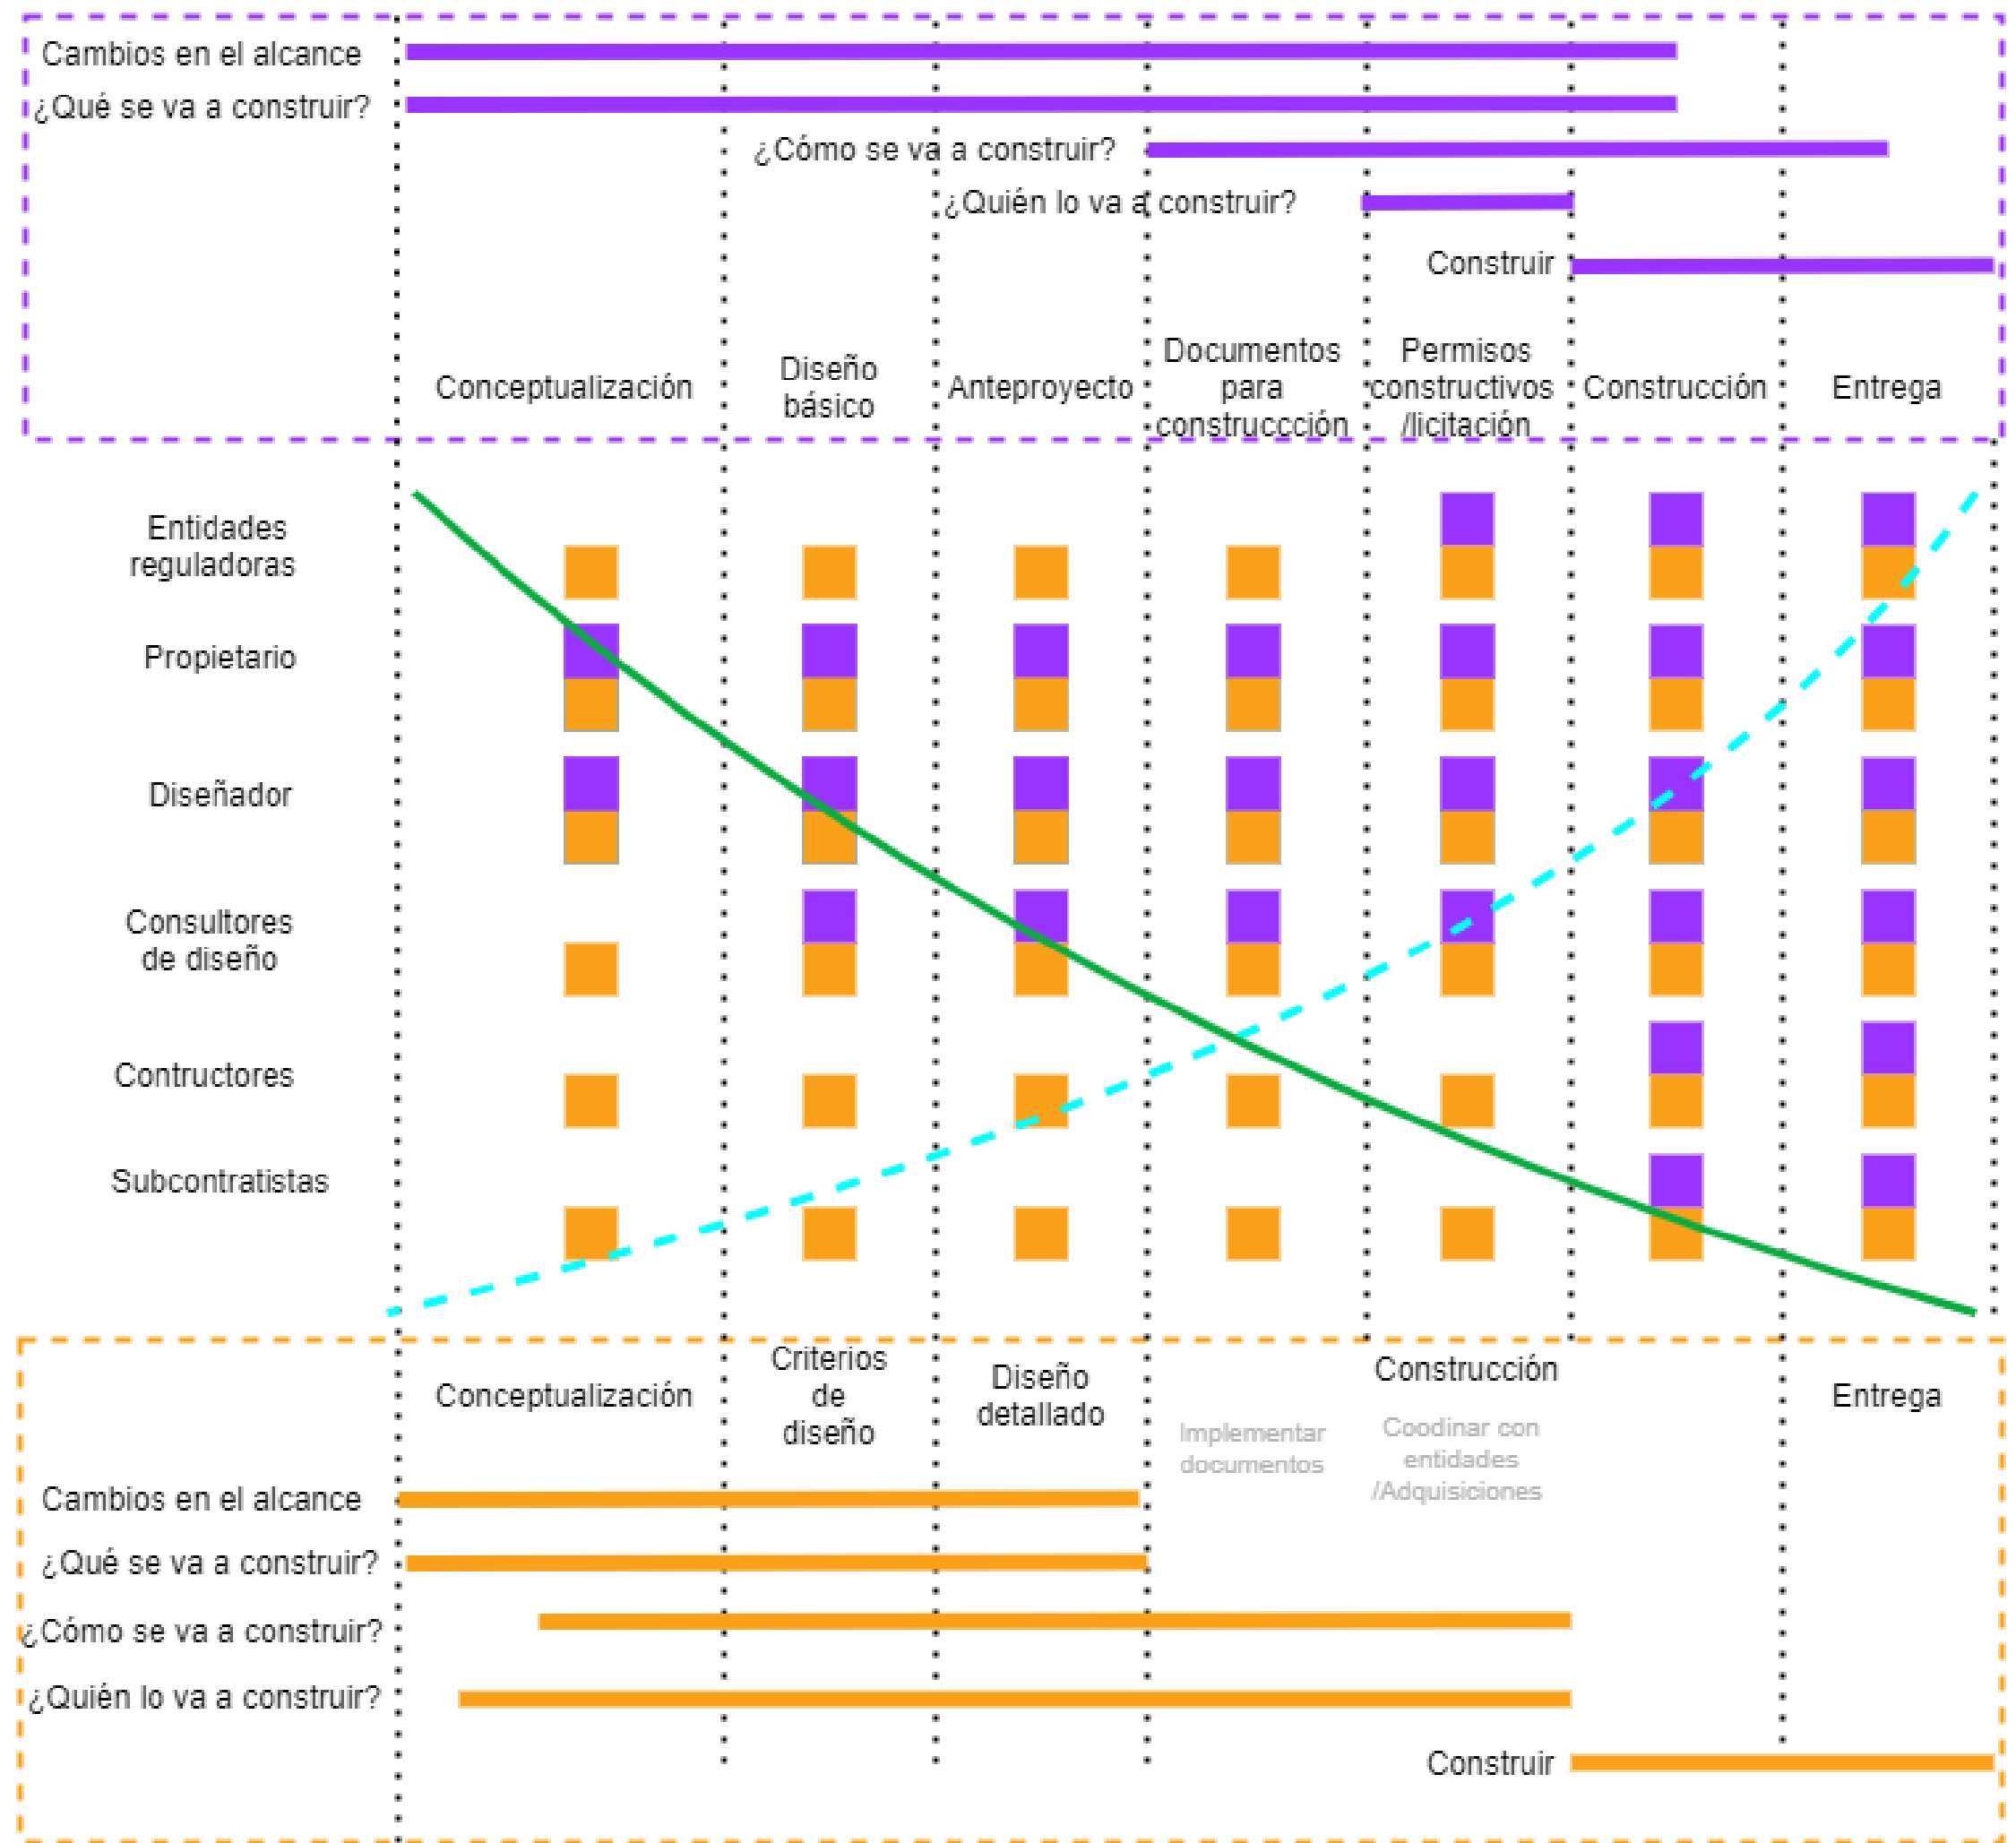 Cambios en el alcance
¿Qué se va a construir?
¿Cómo se va a construir?
¿Quién lo va a construir?
Construir
Conceptualización
Diseño
básico
Anteproyecto
Documentos
para
construccción
Permisos
constructivos
/licitación
Construcción
Entrega
Entidades
reguladoras
Propietario
Diseñador
Consultores
de diseño
Contructores
Subcontratistas
Conceptualización
Criterios
de
diseño
Diseño
detallado
Construcción
Implementar
documentos
Coodinar con
entidades
/Adquisiciones
Entrega
Cambios en el alcance
¿Qué se va a construir?
¿Cómo se va a construir?
¿Quién lo va a construir?
Construir